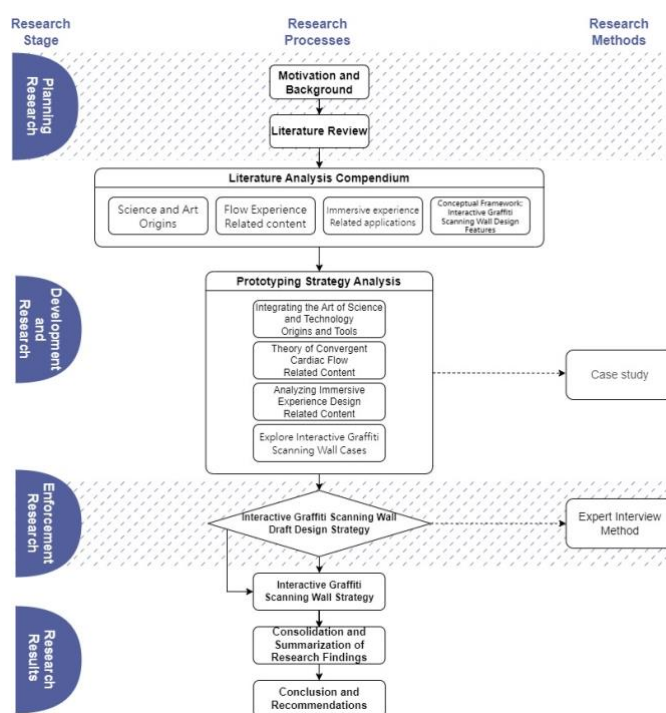 Research
Stage
Research
Processes
Research
Methods
Planning
Research
Motivation and
Background
Literature Review
Literature Analysis Compendium
Science and Art
Origins
Flow Experience
Related content
Immersive experience
Related applications
Conceptual Framework:
Interactive Graffiti
Scanning Wall Design
Features
Development
and
Research
Prototyping Strategy Analysis
Integrating the Art of Science
and Technology
Origins and Tools
Theory of Convergent
Cardiac Flow
Related Content
Analyzing Immersive
Experience Design
Related Content
Explore Interactive Graffiti
Scanning Wall Cases
Case study
Enforcement
Research
Interactive Graffiti Scanning Wall
Draft Design Strategy
Expert Interview
Method
Interactive Graffiti
Scanning Wall Strategy
Research
Results
Consolidation and
Summarization of
Research Findings
Conclusion and
Recommendations